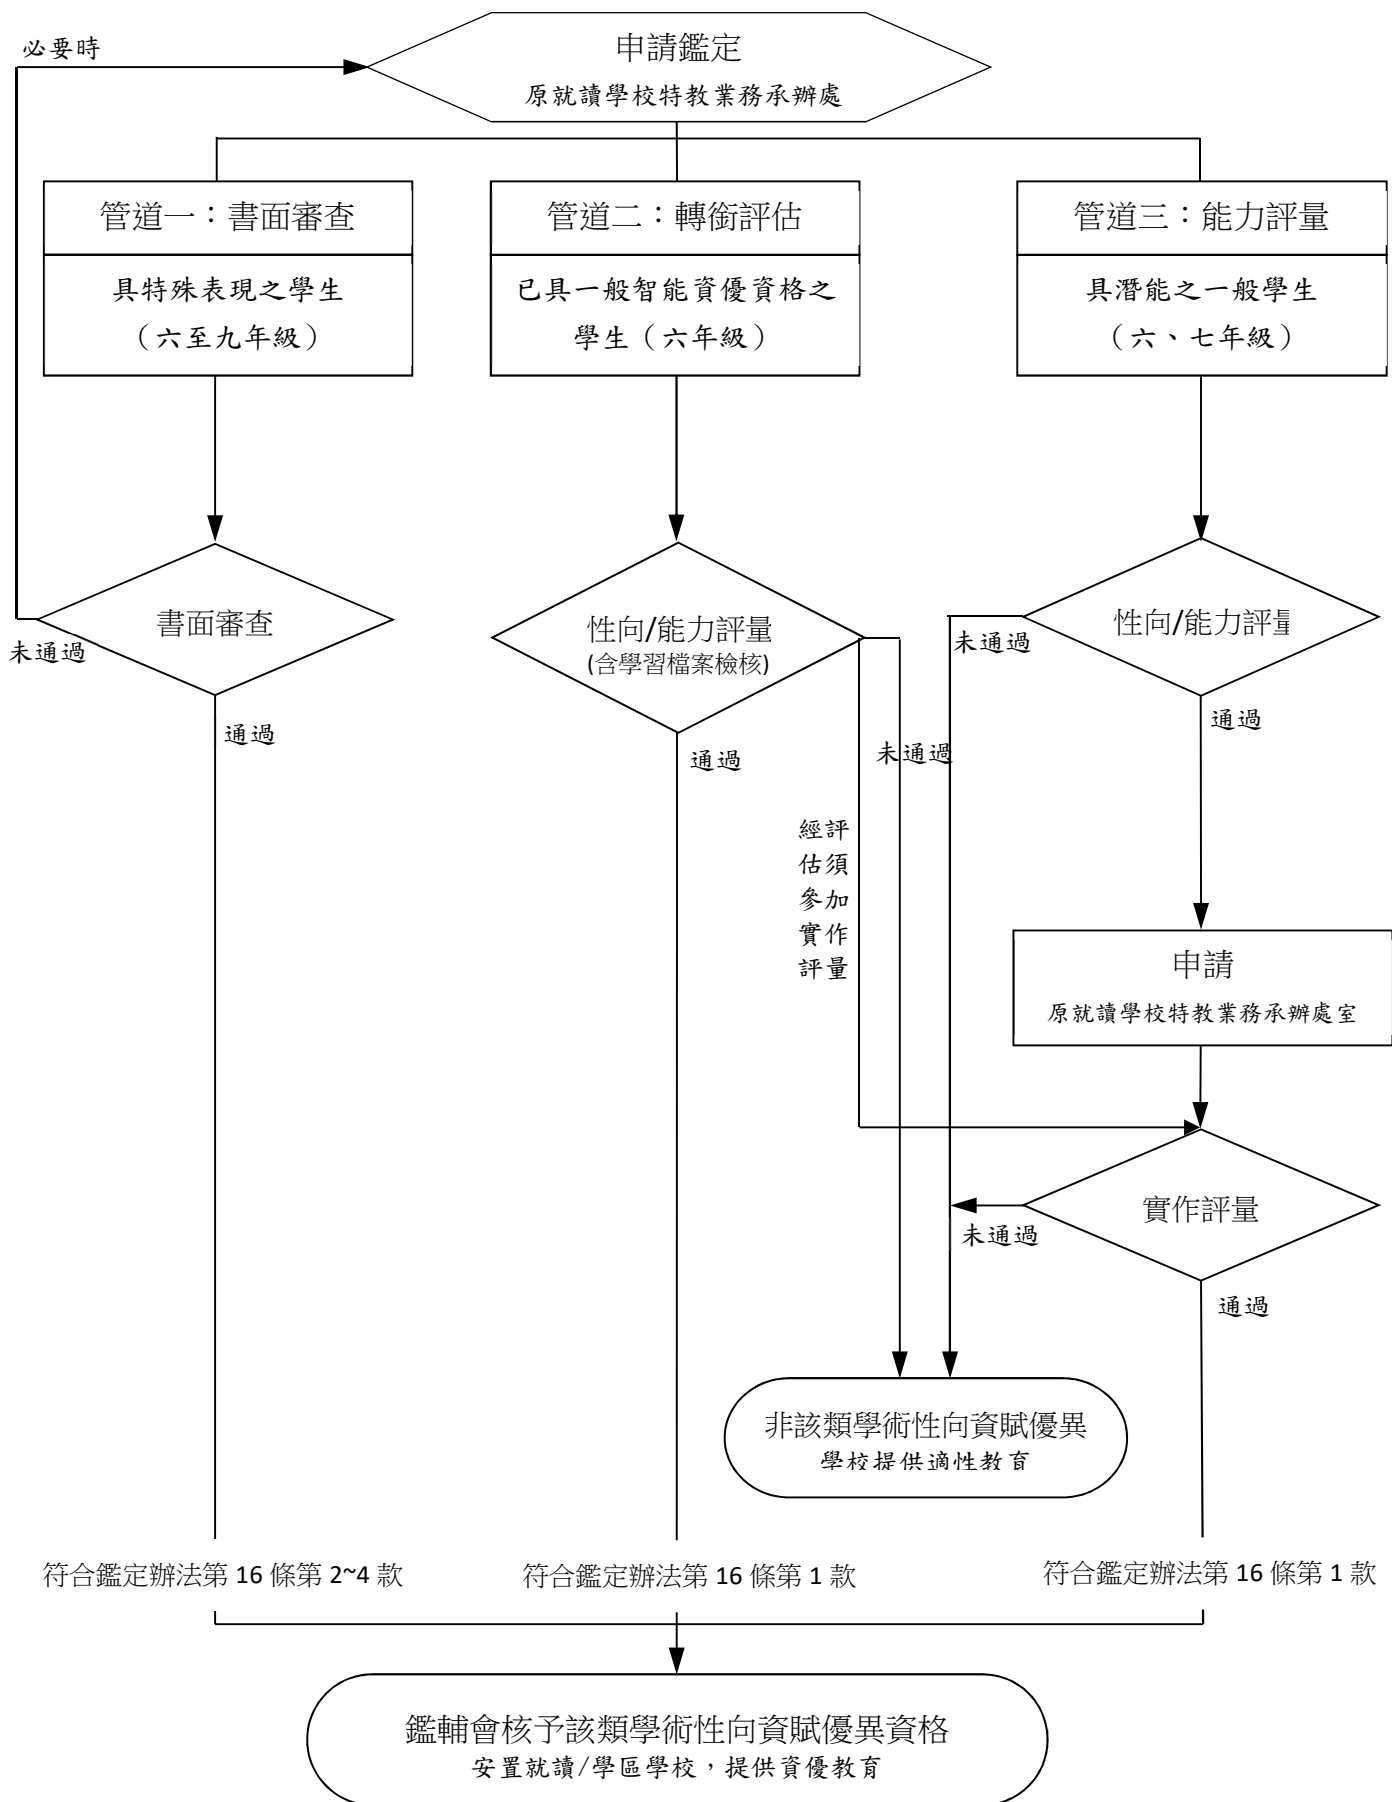 必要時
申請鑑定
原就讀學校特教業務承辦處
管道一：書面審查
具特殊表現之學生
（六至九年級）
管道二：轉銜評估
已具一般智能資優資格之
學生（六年級）
管道三：能力評量
具潛能之一般學生
（六、七年級）
書面審查
未通過
通過
性向/能力評量
(含學習檔案檢核)
通過
未通過
經評
估須
參加
實作
評量
性向/能力評量
未通過
通過
申請
原就讀學校特教業務承辦處室
實作評量
未通過
通過
非該類學術性向資賦優異
學校提供適性教育
符合鑑定辦法第 16 條第 2~4 款
符合鑑定辦法第 16 條第 1 款
符合鑑定辦法第 16 條第 1 款
鑑輔會核予該類學術性向資賦優異資格
安置就讀/學區學校，提供資優教育